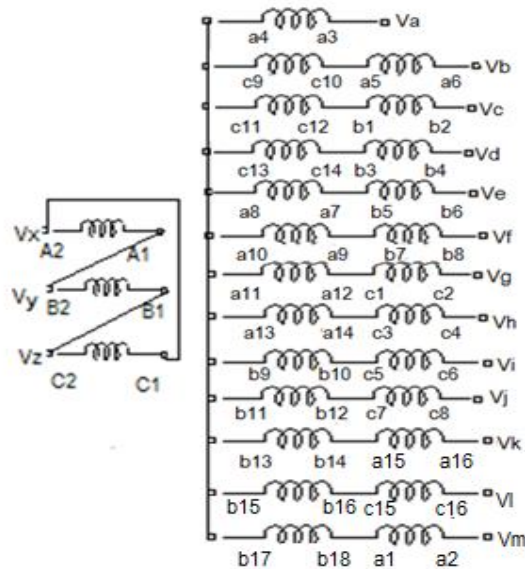 Va
a4 a3
Vb
c9 c10 a5 a6
Vc
c11 c12 b1 b2
Vd
c13 c14 b3 b4
Ve
a8 a7 b5 b6
Vf
a10 a9 b7 b8
Vg
a11 a12 c1 c2
Vh
a13 a14 c3 c4
Vi
b9 b10 c5 c6
Vj
b11 b12 c7 c8
Vk
b13 b14 a15 a16
Vl
b15 b16 c15 c16
Vm
b17 b18 a1 a2
Vx
A2 A1
Vy
B2 B1
Vz
C2 C1